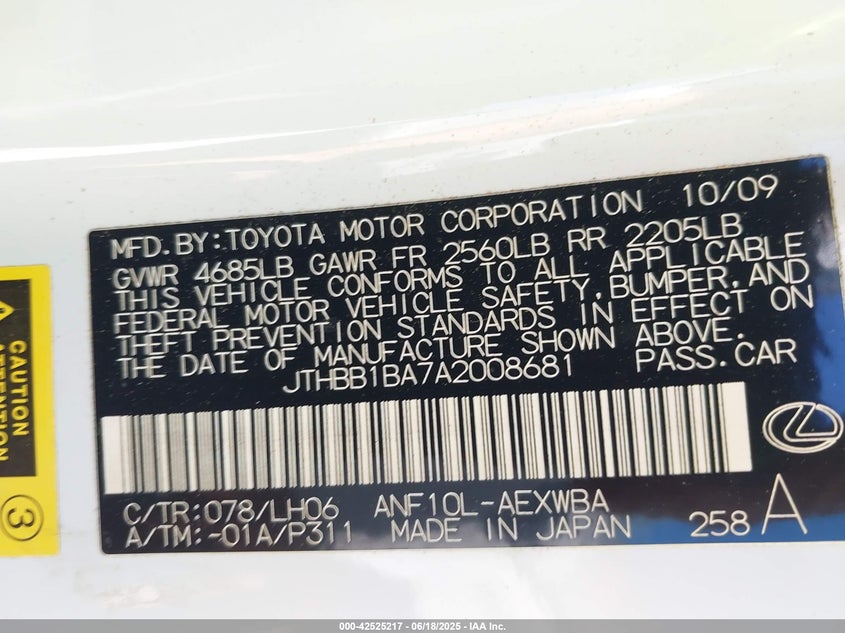 MFD.BY:TOYOTA MOTOR CORPORATION 10/09
GVWR 4685LB GAWR FR 2560LB RR 2205LB
THIS VEHICLE CONFORMS TO ALL APPLICABLE
FEDERAL MOTOR VEHICLE SAFETY,BUMPER,AND
THEFT PREVENTION STANDARDS IN EFFECT ON
THE DATE OF MANUFACTURE SHOWN ABOVE.
JTHBB1BA7A2008681 PASS.CAR
C/TR:078/LH06 ANF10L-AEXWBA
A/TM:-01A/P311 MADE IN JAPAN 258 A
CAUTION
ATTENTION
3
000-42525217 - 06/18/2025 - IAA Inc.